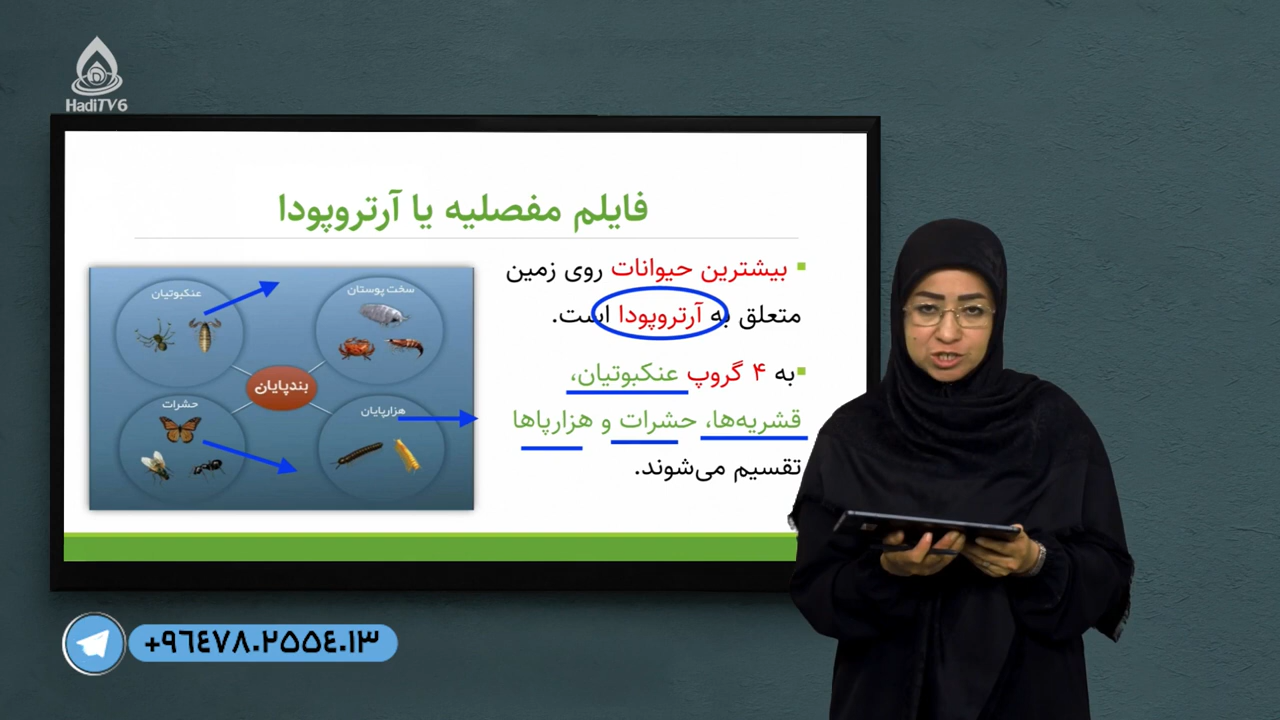 HadiTV6
فایلم مفصلیه یا آرتروپودا
بیشترین حیوانات روی زمین
متعلق به آرتروپودا است.
به ۴ گروپ عنکبوتیان،
قشریه‌ها، حشرات و هزارپاها
تقسیم می‌شوند.
سخت پوستان
عنکبوتیان
بندپایان
هزارپایان
حشرات
+٩٦٤٧٨٠٢٥٥٤٠١٣